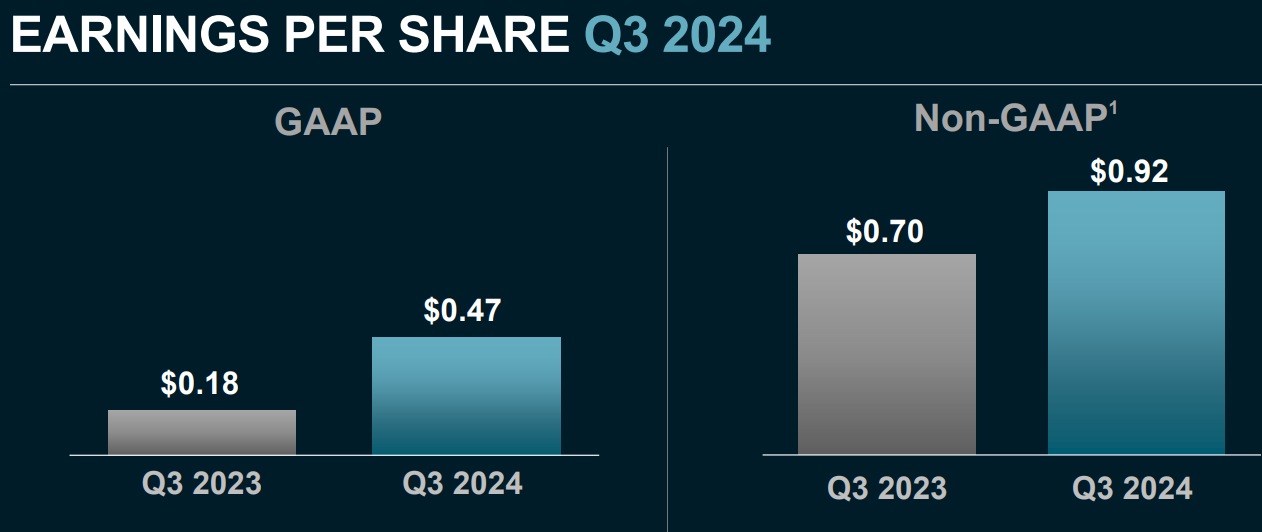 EARNINGS PER SHARE Q3 2024
GAAP
$0.18
$0.47
Q3 2023
Q3 2024
Non-GAAP¹
$0.70
$0.92
Q3 2023
Q3 2024